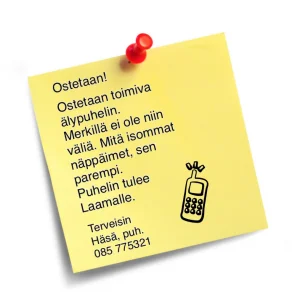 Ostetaan!
Ostetaan toimiva
älypuhelin.
Merkillä ei ole niin
väliä. Mitä isommat
näppäimet, sen
parempi.
Puhelin tulee
Laamalle.
Terveisin
Häsä, puh.
085 775321